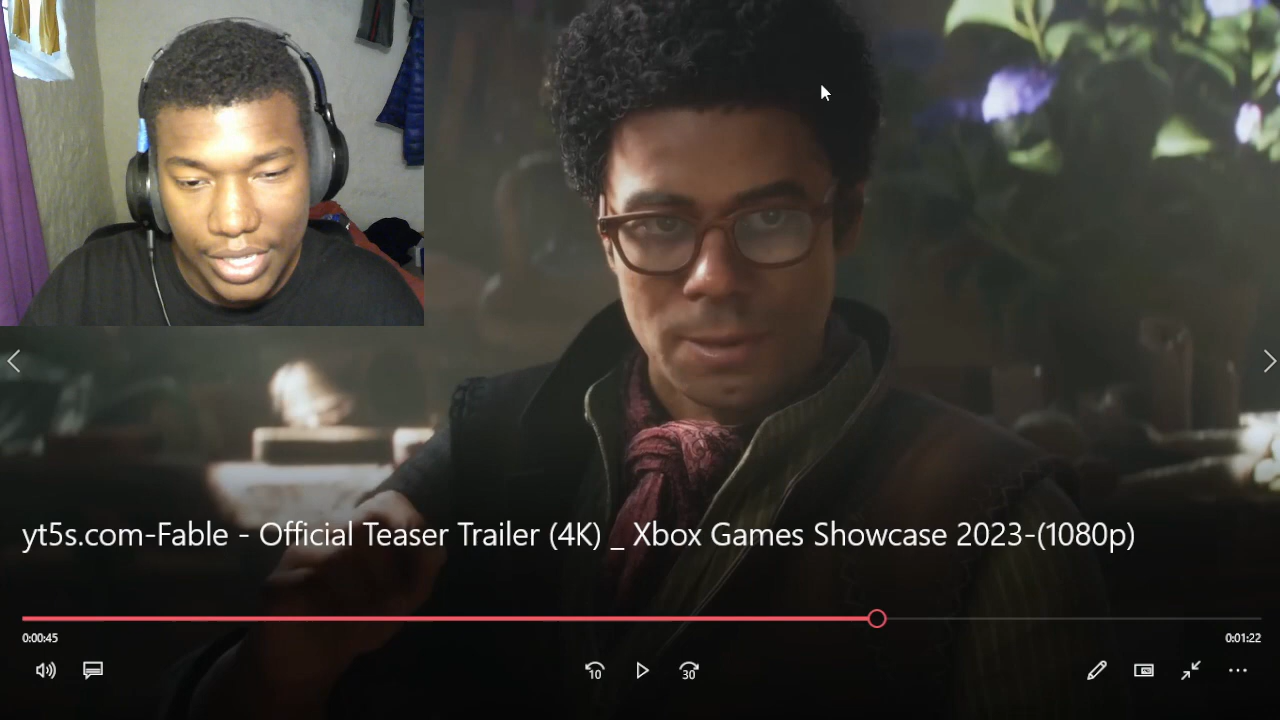 yt5s.com-Fable - Official Teaser Trailer (4K) _ Xbox Games Showcase 2023-(1080p)
0:00:45
0:01:22
10
30